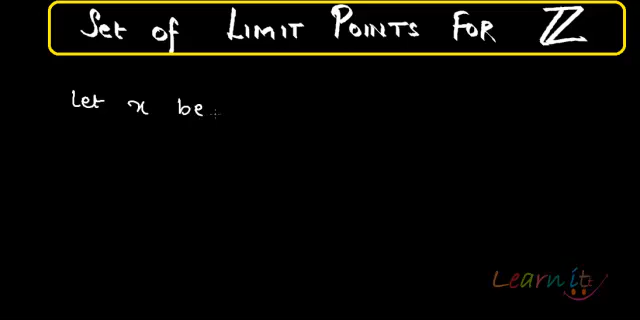 Set of Limit Points For ℤ
Let x be
Learnit